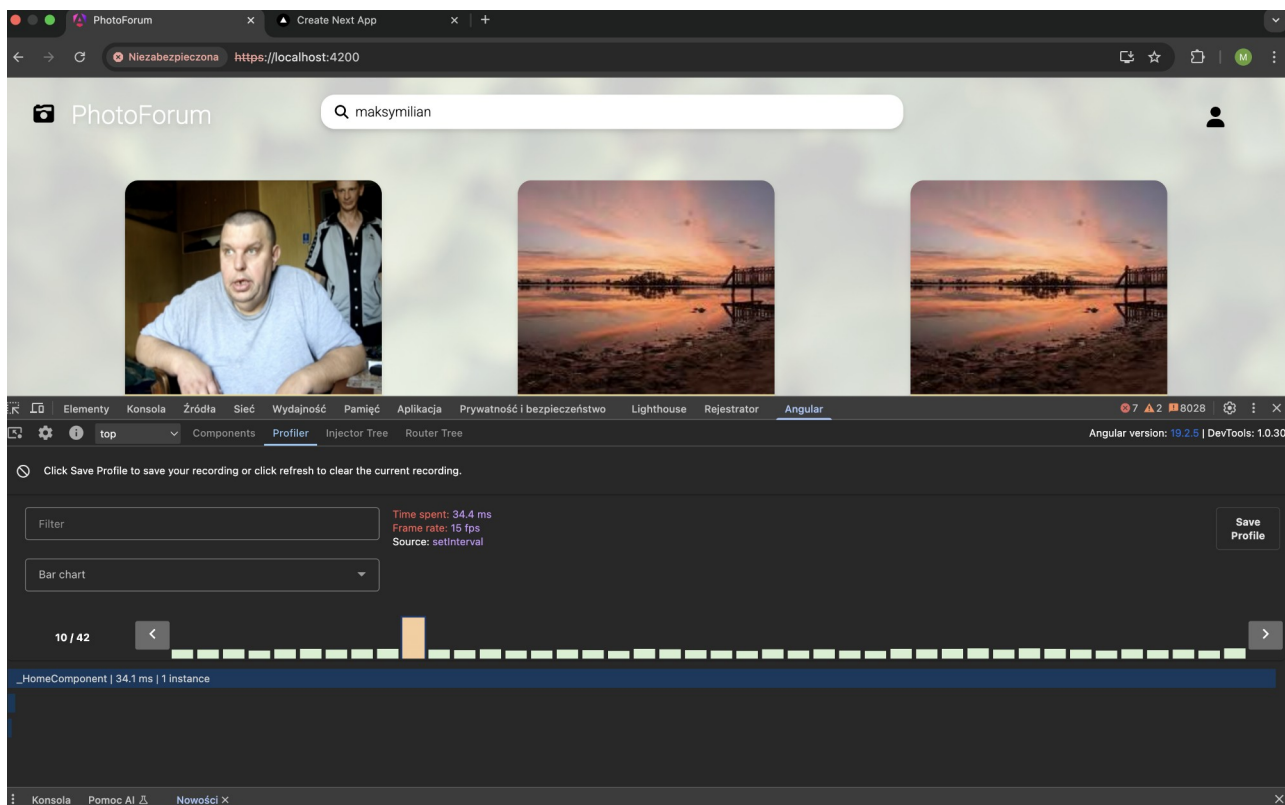 PhotoForum
Create Next App
Niezabezpieczona https://localhost:4200
M
PhotoForum
maksymilian
Elementy Konsola Źródła Sieć Wydajność Pamięć Aplikacja Prywatność i bezpieczeństwo Lighthouse Rejestrator Angular 7 2 8028
top Components Profiler Injector Tree Router Tree Angular version: 19.2.5 | DevTools: 1.0.30
Click Save Profile to save your recording or click refresh to clear the current recording.
Filter
Time spent: 34.4 ms
Frame rate: 15 fps
Source: setInterval
Save
Profile
Bar chart
10 / 42
_HomeComponent | 34.1 ms | 1 instance
Konsola Pomoc AI Nowości